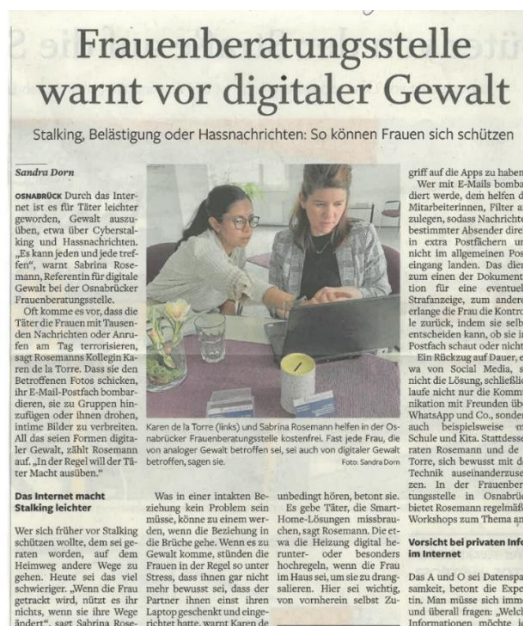 Frauenberatungsstelle
warnt vor digitaler Gewalt
Stalking, Belästigung oder Hassnachrichten: So können Frauen sich schützen
Sandra Dorn
OSNABRÜCK Durch das Inter-
net ist es für Täter leichter
geworden, Gewalt auszu-
üben, etwa über Cyberstal-
king und Hassnachrichten.
„Es kann jeden und jede tref-
fen“, warnt Sabrina Rose-
mann, Referentin für digitale
Gewalt bei der Osnabrücker
Frauenberatungsstelle.
Oft komme es vor, dass die
Täter die Frauen mit Tausen-
den Nachrichten oder Anru-
fen am Tag terrorisieren,
sagt Rosemanns Kollegin Ka-
ren de la Torre. Dass sie den
Betroffenen Fotos schicken,
ihr E-Mail-Postfach bombar-
dieren, sie zu Gruppen hin-
zufügen oder ihnen drohen,
intime Bilder zu verbreiten.
All das seien Formen digita-
ler Gewalt, zählt Rosemann
auf. „In der Regel will der Tä-
ter Macht ausüben.“
Das Internet macht
Stalking leichter
Wer sich früher vor Stalking
schützen wollte, dem sei ge-
raten worden, auf dem
Heimweg andere Wege zu
gehen. Heute sei das viel
schwieriger. „Wenn die Frau
getrackt wird, nützt es ihr
nichts, wenn sie ihre Wege
ändert“, sagt Sabrina Rose-
Karen de la Torre (links) und Sabrina Rosemann helfen in der Os-
nabrücker Frauenberatungsstelle kostenfrei. Fast jede Frau, die
von analoger Gewalt betroffen sei, sei auch von digitaler Gewalt
betroffen, sagen sie.
Foto: Sandra Dorn
Was in einer intakten Be-
ziehung kein Problem sein
müsse, könne zu einem wer-
den, wenn die Beziehung in
die Brüche gehe. Wenn es zu
Gewalt komme, stünden die
Frauen in der Regel so unter
Stress, dass ihnen gar nicht
mehr bewusst sei, dass der
Partner ihnen einst ihren
Laptop geschenkt und einge-
richtet hatte, warnt Karen de
unbedingt hören, betont sie.
Es gebe Täter, die Smart-
Home-Lösungen missbrau-
chen, sagt Rosemann. Die et-
wa die Heizung digital he-
runter- oder besonders
hochregeln, wenn die Frau
im Haus sei, um sie zu drang-
salieren. Hier sei wichtig,
von vornherein selbst Zu-
griff auf die Apps zu haben
Wer mit E-Mails bombar
diert werde, dem helfen d
Mitarbeiterinnen, Filter a
zulegen, sodass Nachricht
bestimmter Absender dire
in extra Postfächern u
nicht im allgemeinen Pos
eingang landen. Das dien
zum einen der Dokument
tion für eine eventuel
Strafanzeige, zum ander
erlange die Frau die Kontro
le zurück, indem sie selb
entscheiden kann, ob sie i
Postfach schaut oder nicht
Ein Rückzug auf Dauer, e
wa von Social Media, s
nicht die Lösung, schließlic
laufe nicht nur die Kommu
nikation mit Freunden üb
WhatsApp und Co., sonder
auch beispielsweise m
Schule und Kita. Stattdesse
raten Rosemann und de
Torre, sich bewusst mit de
Technik auseinanderzuse
zen. In der Frauenber
tungsstelle in Osnabrüc
bietet Rosemann regelmäß
Workshops zum Thema an
Vorsicht bei privaten Info
im Internet
Das A und O sei Datenspa
samkeit, betont die Expe
tin. Man müsse sich imm
und überall fragen: „Welch
Informationen möchte i